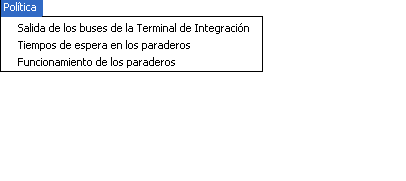 Política
Salida de los buses de la Terminal de Integración
Tiempos de espera en los paraderos
Funcionamiento de los paraderos